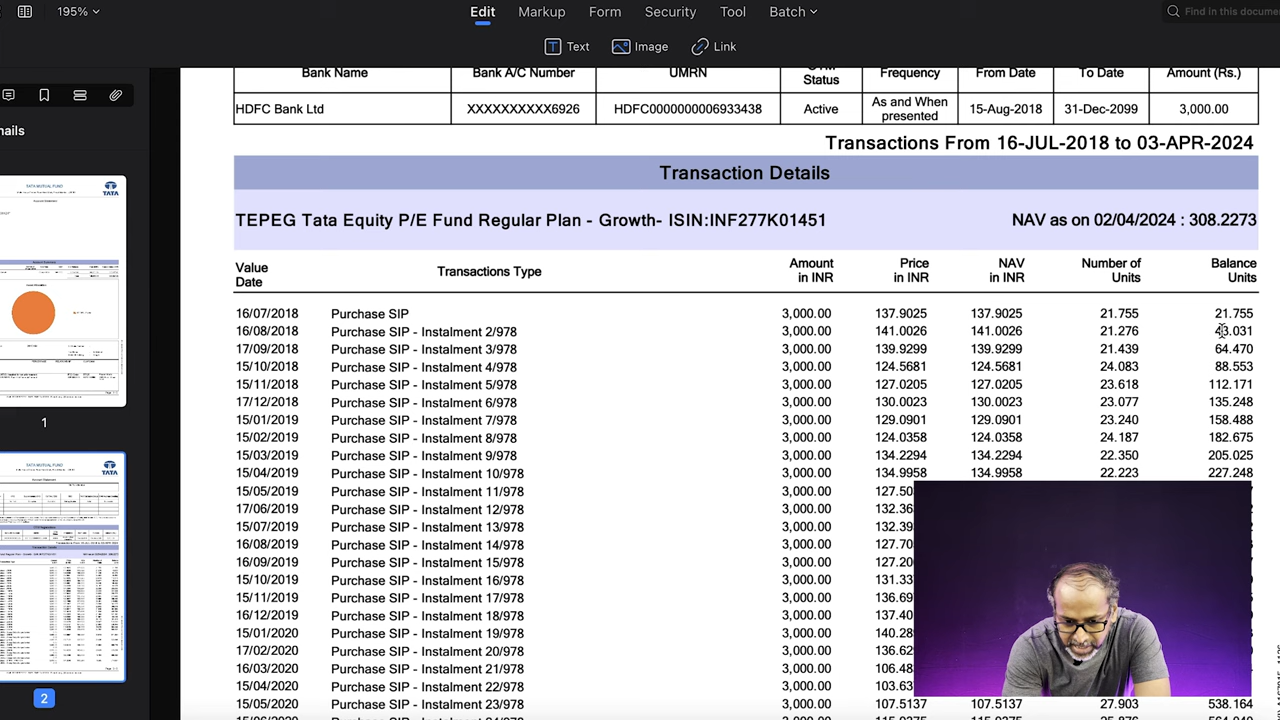 195%
Edit Markup Form Security Tool Batch
Find in this docume
Text Image Link
nails
Bank Name Bank A/C Number UMRN Status Frequency From Date To Date Amount (Rs.)
HDFC Bank Ltd XXXXXXXXXX6926 HDFC0000000006933438 Active As and When presented 15-Aug-2018 31-Dec-2099 3,000.00
Transactions From 16-JUL-2018 to 03-APR-2024
Transaction Details
TEPEG Tata Equity P/E Fund Regular Plan - Growth- ISIN:INF277K01451 NAV as on 02/04/2024 : 308.2273
Value Date Transactions Type Amount in INR Price in INR NAV in INR Number of Units Balance Units
16/07/2018 Purchase SIP 3,000.00 137.9025 137.9025 21.755 21.755
16/08/2018 Purchase SIP - Instalment 2/978 3,000.00 141.0026 141.0026 21.276 43.031
17/09/2018 Purchase SIP - Instalment 3/978 3,000.00 139.9299 139.9299 21.439 64.470
15/10/2018 Purchase SIP - Instalment 4/978 3,000.00 124.5681 124.5681 24.083 88.553
15/11/2018 Purchase SIP - Instalment 5/978 3,000.00 127.0205 127.0205 23.618 112.171
17/12/2018 Purchase SIP - Instalment 6/978 3,000.00 130.0023 130.0023 23.077 135.248
15/01/2019 Purchase SIP - Instalment 7/978 3,000.00 129.0901 129.0901 23.240 158.488
15/02/2019 Purchase SIP - Instalment 8/978 3,000.00 124.0358 124.0358 24.187 182.675
15/03/2019 Purchase SIP - Instalment 9/978 3,000.00 134.2294 134.2294 22.350 205.025
15/04/2019 Purchase SIP - Instalment 10/978 3,000.00 134.9958 134.9958 22.223 227.248
15/05/2019 Purchase SIP - Instalment 11/978 3,000.00 127.50
17/06/2019 Purchase SIP - Instalment 12/978 3,000.00 132.36
15/07/2019 Purchase SIP - Instalment 13/978 3,000.00 132.39
16/08/2019 Purchase SIP - Instalment 14/978 3,000.00 127.70
16/09/2019 Purchase SIP - Instalment 15/978 3,000.00 127.20
15/10/2019 Purchase SIP - Instalment 16/978 3,000.00 131.33
15/11/2019 Purchase SIP - Instalment 17/978 3,000.00 136.69
16/12/2019 Purchase SIP - Instalment 18/978 3,000.00 137.40
15/01/2020 Purchase SIP - Instalment 19/978 3,000.00 140.28
17/02/2020 Purchase SIP - Instalment 20/978 3,000.00 136.62
16/03/2020 Purchase SIP - Instalment 21/978 3,000.00 106.48
15/04/2020 Purchase SIP - Instalment 22/978 3,000.00 103.63
15/05/2020 Purchase SIP - Instalment 23/978 3,000.00 107.5137 107.5137 27.903 538.164
TATA MUTUAL FUND
TATA
1
TATA MUTUAL FUND
TATA
2